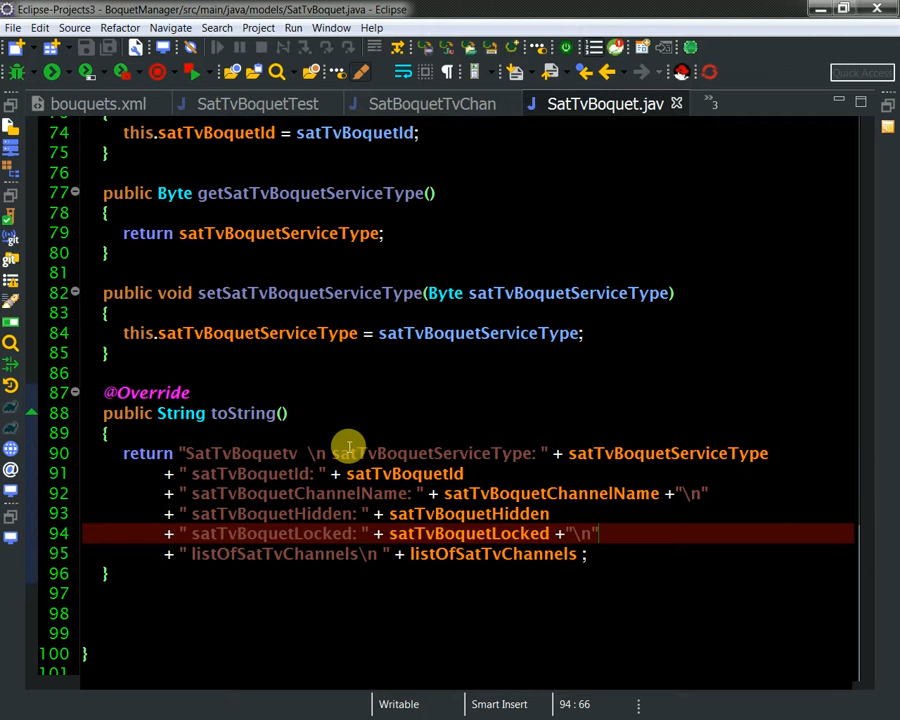 Eclipse-Projects3 - BoquetManager/src/main/java/models/SatTvBoquet.java - Eclipse
File Edit Source Refactor Navigate Search Project Run Window Help
Quick Access
bouquets.xml SatTvBoquetTest SatBoquetTvChan SatTvBoquet.jav »3
74 this.satTvBoquetId = satTvBoquetId;
75 }
76
77 public Byte getSatTvBoquetServiceType()
78 {
79 return satTvBoquetServiceType;
80 }
81
82 public void setSatTvBoquetServiceType(Byte satTvBoquetServiceType)
83 {
84 this.satTvBoquetServiceType = satTvBoquetServiceType;
85 }
86
87 @Override
88 public String toString()
89 {
90 return "SatTvBoquetv \n satTvBoquetServiceType: " + satTvBoquetServiceType
91 + " satTvBoquetId: " + satTvBoquetId
92 + " satTvBoquetChannelName: " + satTvBoquetChannelName +"\n"
93 + " satTvBoquetHidden: " + satTvBoquetHidden
94 + " satTvBoquetLocked: " + satTvBoquetLocked +"\n"
95 + " listOfSatTvChannels\n " + listOfSatTvChannels ;
96 }
97
98
99
100 }
101
Writable Smart Insert 94 : 66